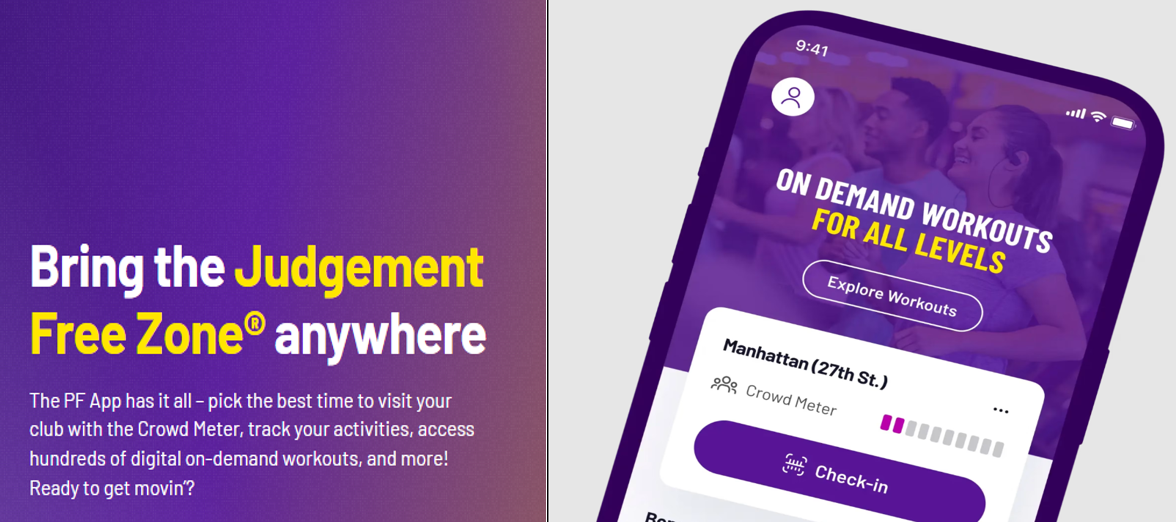 Bring the Judgement
Free Zone® anywhere
The PF App has it all – pick the best time to visit your
club with the Crowd Meter, track your activities, access
hundreds of digital on-demand workouts, and more!
Ready to get movin'?
9:41
ON DEMAND WORKOUTS
FOR ALL LEVELS
Explore Workouts
Manhattan (27th St.)
Crowd Meter
Check-in